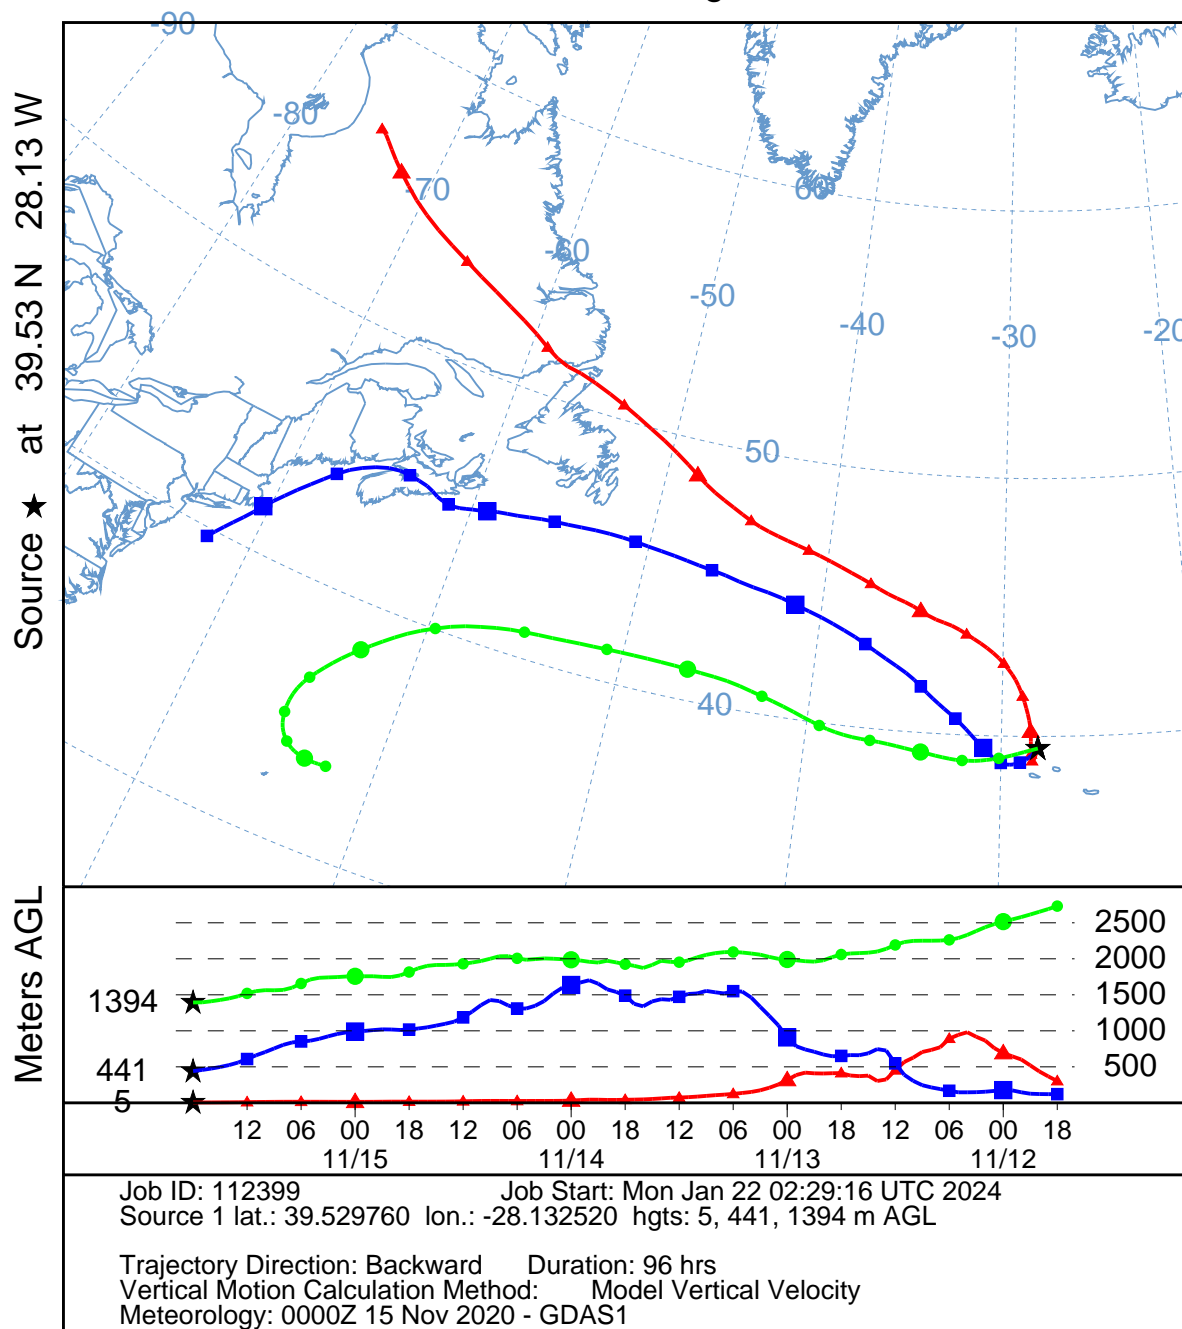 -90
-80
-70
-60
-50
-40
-30
-20
60
50
40
Source ★ at 39.53 N 28.13 W
Meters AGL
2500
2000
1500
1000
500
1394
441
5
12 06 00 18 12 06 00 18 12 06 00 18 12 06 00 18
11/15 11/14 11/13 11/12
Job ID: 112399 Job Start: Mon Jan 22 02:29:16 UTC 2024
Source 1 lat.: 39.529760 lon.: -28.132520 hgts: 5, 441, 1394 m AGL
Trajectory Direction: Backward Duration: 96 hrs
Vertical Motion Calculation Method: Model Vertical Velocity
Meteorology: 0000Z 15 Nov 2020 - GDAS1